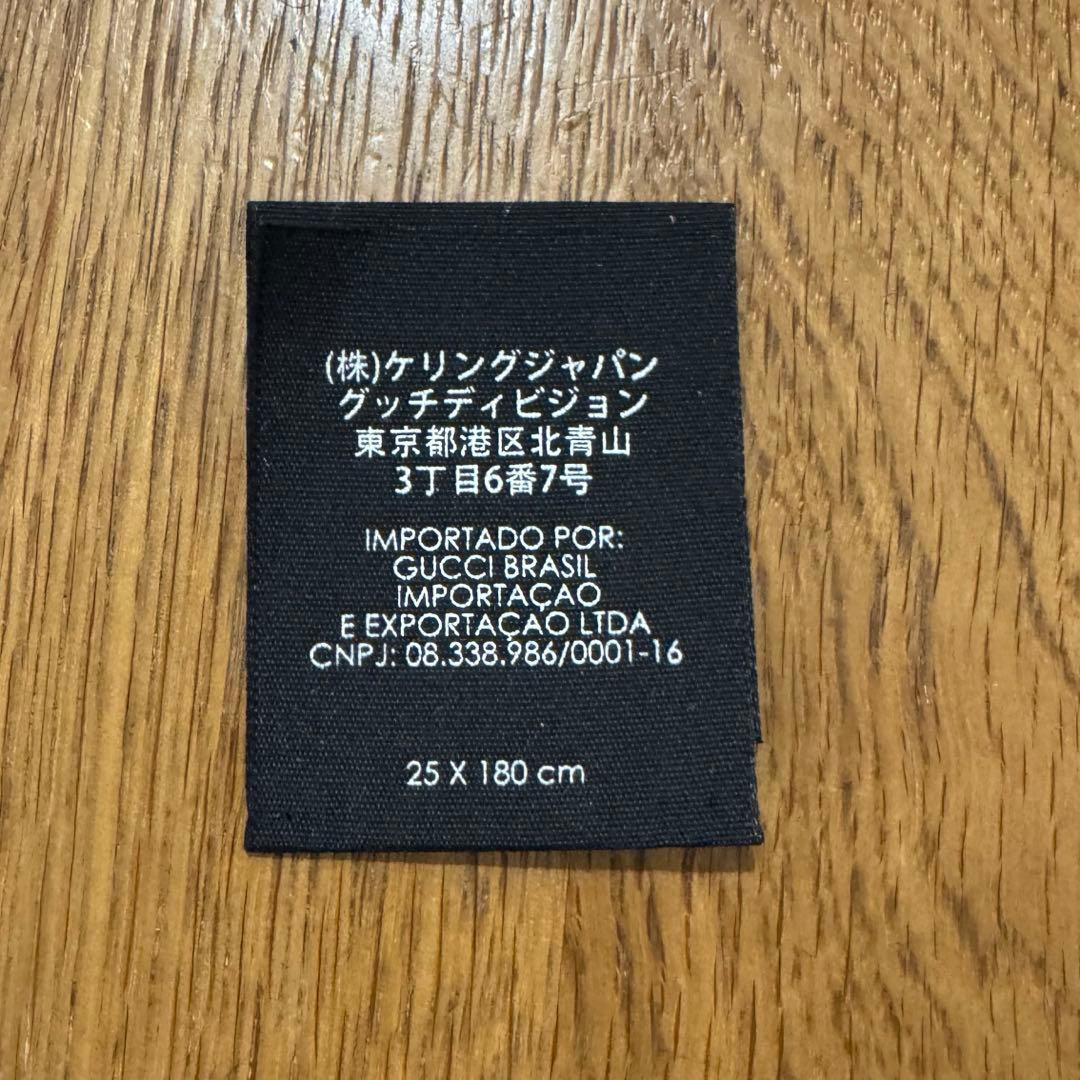 (株)ケリングジャパン
グッチディビジョン
東京都港区北青山
3丁目6番7号
IMPORTADO POR:
GUCCI BRASIL
IMPORTAÇAO
E EXPORTAÇAO LTDA
CNPJ: 08.338.986/0001-16
25 X 180 cm